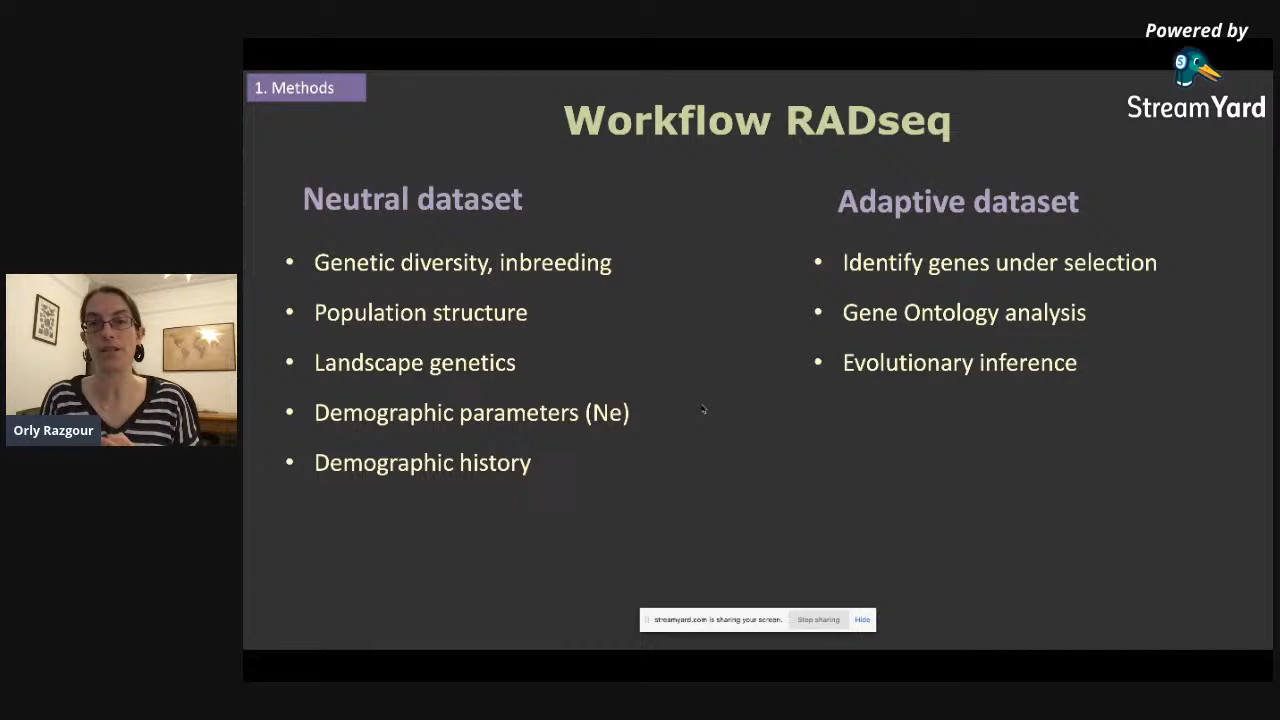 Powered by
StreamYard
1. Methods
Workflow RADseq
Neutral dataset
• Genetic diversity, inbreeding
• Population structure
• Landscape genetics
• Demographic parameters (Ne)
• Demographic history
Adaptive dataset
• Identify genes under selection
• Gene Ontology analysis
• Evolutionary inference
Orly Razgour
streamyard.com is sharing your screen.
Stop sharing
Hide